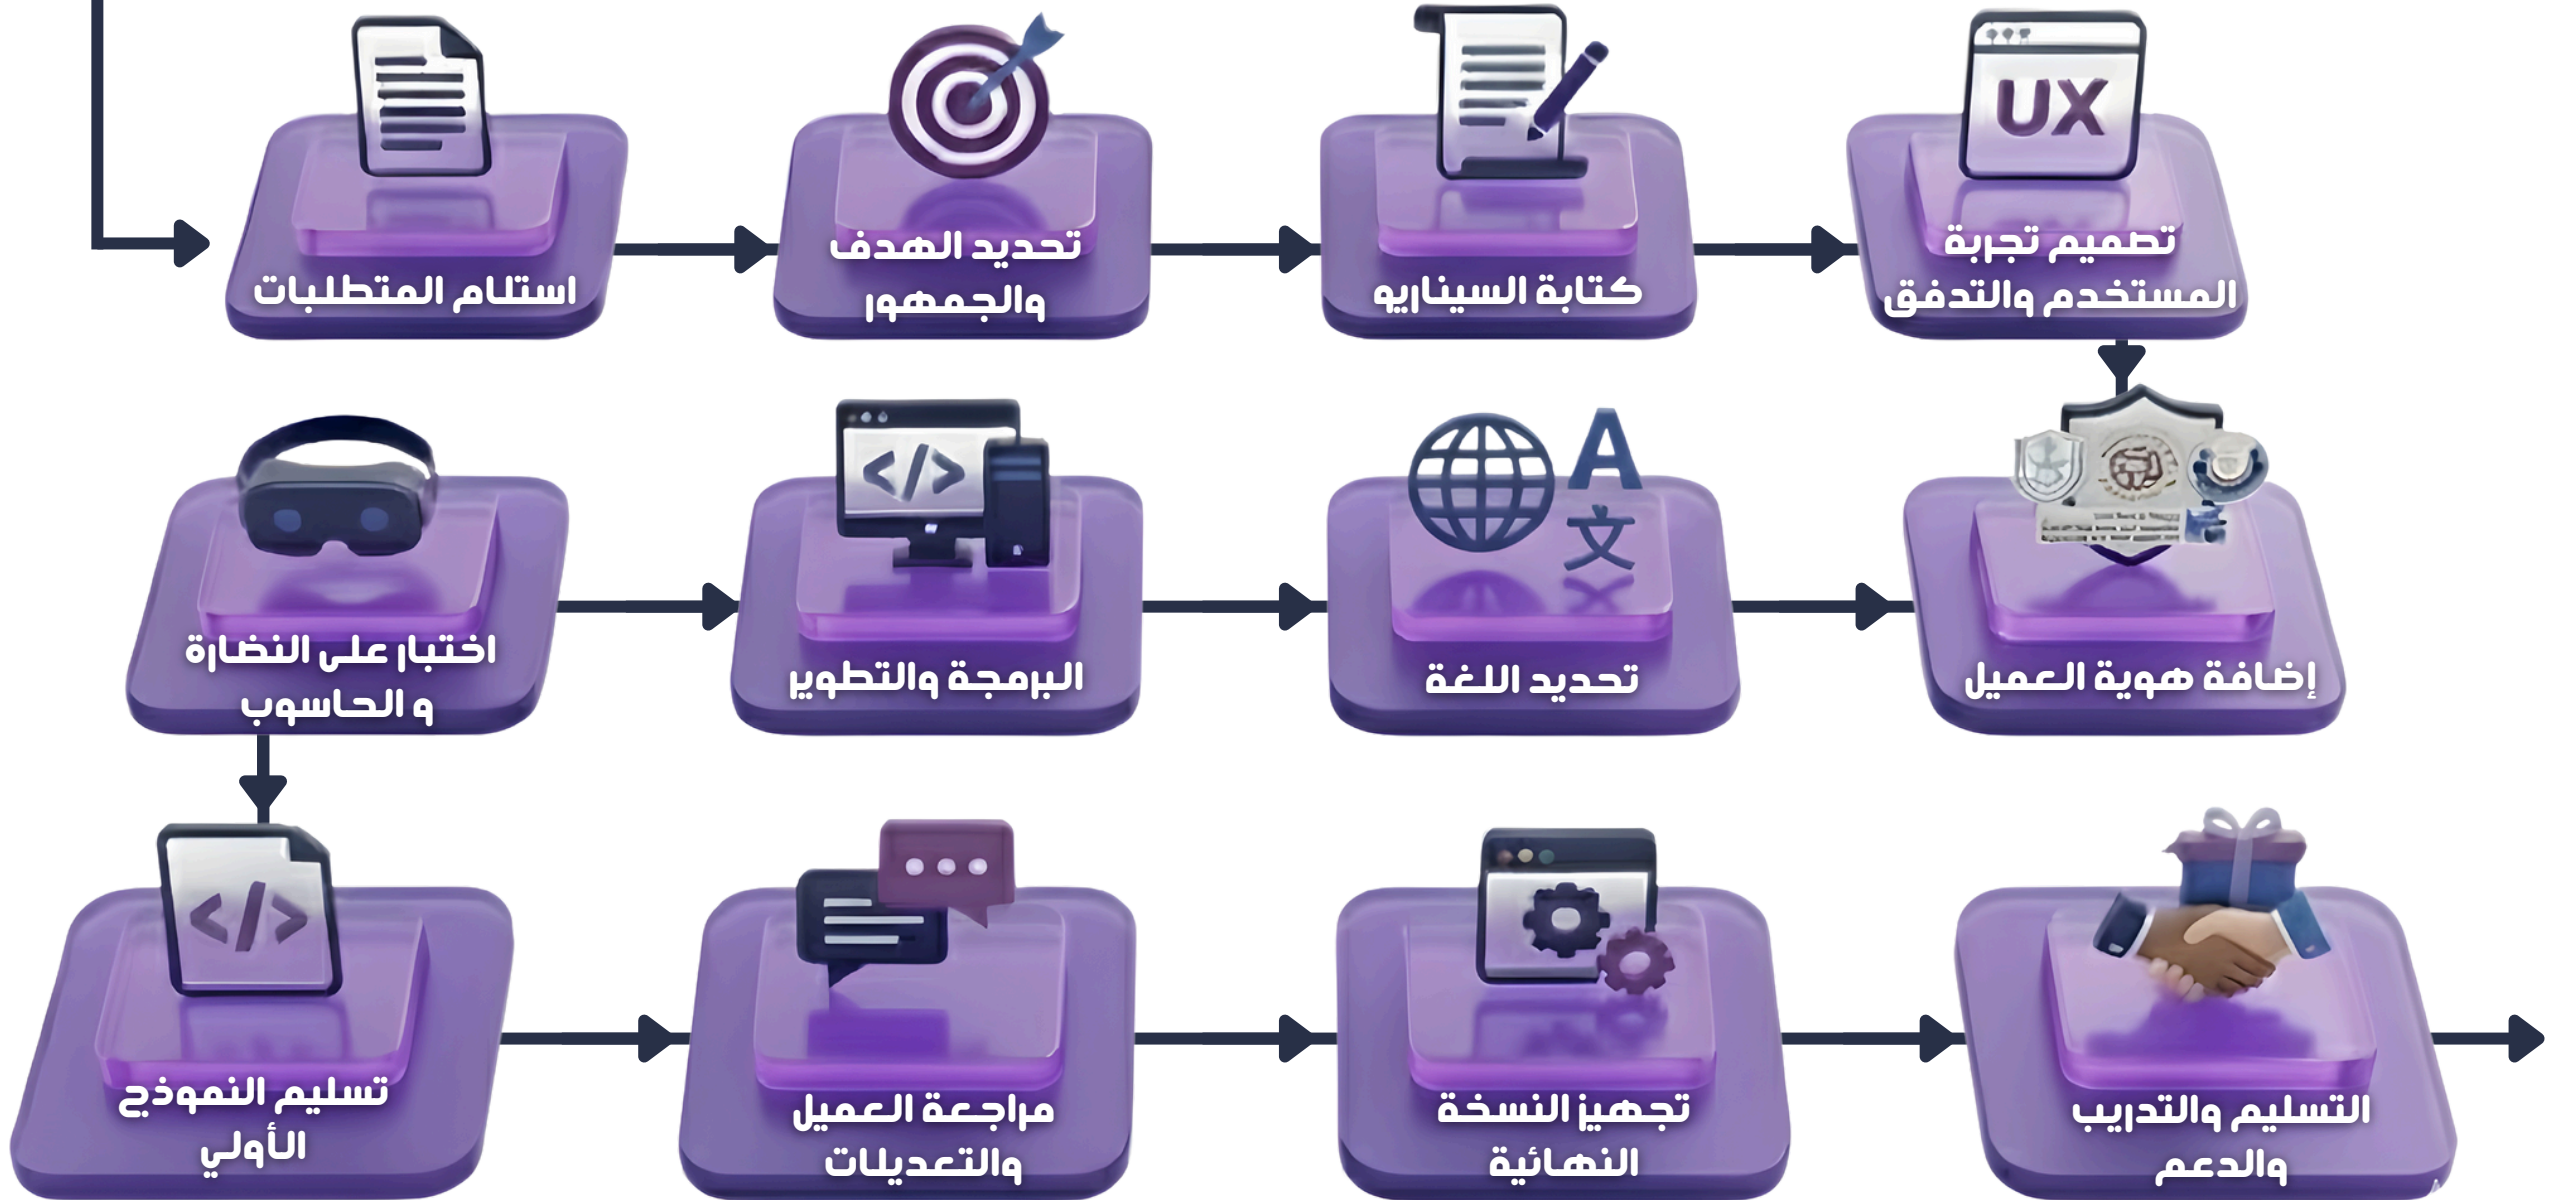 UX
استلام المتطلبات
تحديد الهدف
والجمهور
كتابة السيناريو
تصميم تجربة
المستخدم والتدفق
A
文
اختبار على النضارة
و الحاسوب
</>
البرمجة والتطوير
تحديد اللغة
إضافة هوية العميل
</>
تسليم النموذج
الأولي
مراجعة العميل
والتعديلات
تجهيز النسخة
النهائية
التسليم والتدريب
والدعم